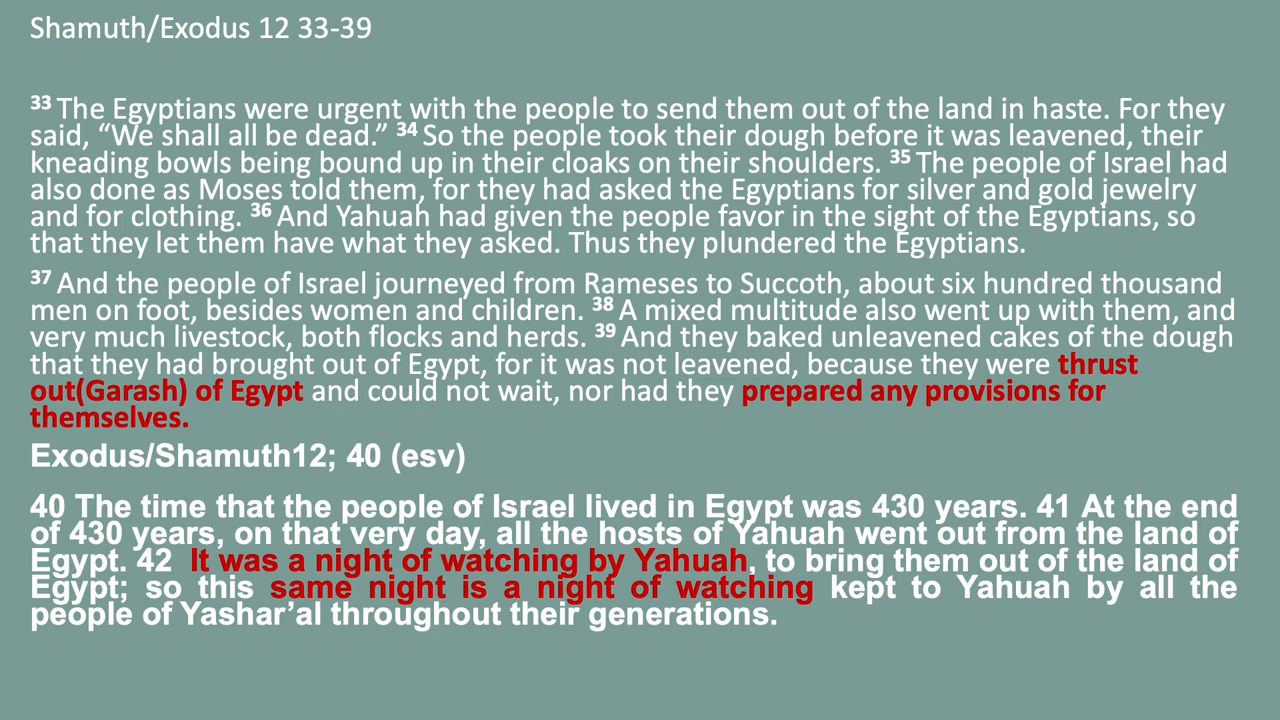 Shamuth/Exodus 12 33-39
33 The Egyptians were urgent with the people to send them out of the land in haste. For they
said, “We shall all be dead.” 34 So the people took their dough before it was leavened, their
kneading bowls being bound up in their cloaks on their shoulders. 35 The people of Israel had
also done as Moses told them, for they had asked the Egyptians for silver and gold jewelry
and for clothing. 36 And Yahuah had given the people favor in the sight of the Egyptians, so
that they let them have what they asked. Thus they plundered the Egyptians.
37 And the people of Israel journeyed from Rameses to Succoth, about six hundred thousand
men on foot, besides women and children. 38 A mixed multitude also went up with them, and
very much livestock, both flocks and herds. 39 And they baked unleavened cakes of the dough
that they had brought out of Egypt, for it was not leavened, because they were thrust
out(Garash) of Egypt and could not wait, nor had they prepared any provisions for
themselves.
Exodus/Shamuth12; 40 (esv)
40 The time that the people of Israel lived in Egypt was 430 years. 41 At the end
of 430 years, on that very day, all the hosts of Yahuah went out from the land of
Egypt. 42 It was a night of watching by Yahuah, to bring them out of the land of
Egypt; so this same night is a night of watching kept to Yahuah by all the
people of Yashar’al throughout their generations.